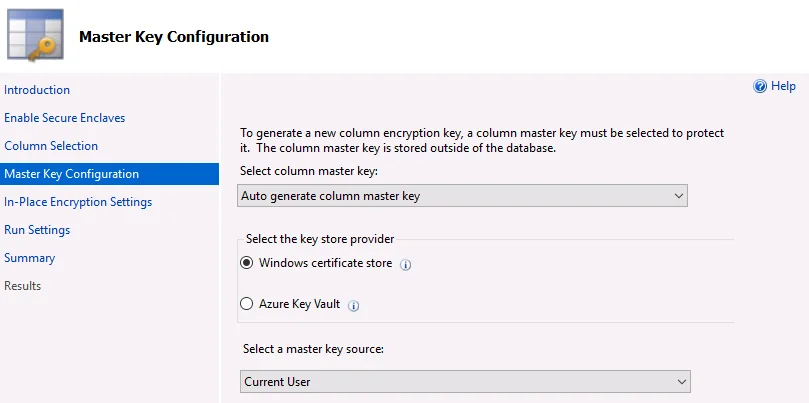 Master Key Configuration
Introduction
Enable Secure Enclaves
Column Selection
Master Key Configuration
In-Place Encryption Settings
Run Settings
Summary
Results
Help
To generate a new column encryption key, a column master key must be selected to protect
it.  The column master key is stored outside of the database.
Select column master key:
Auto generate column master key
Select the key store provider
Windows certificate store
Azure Key Vault
Select a master key source:
Current User